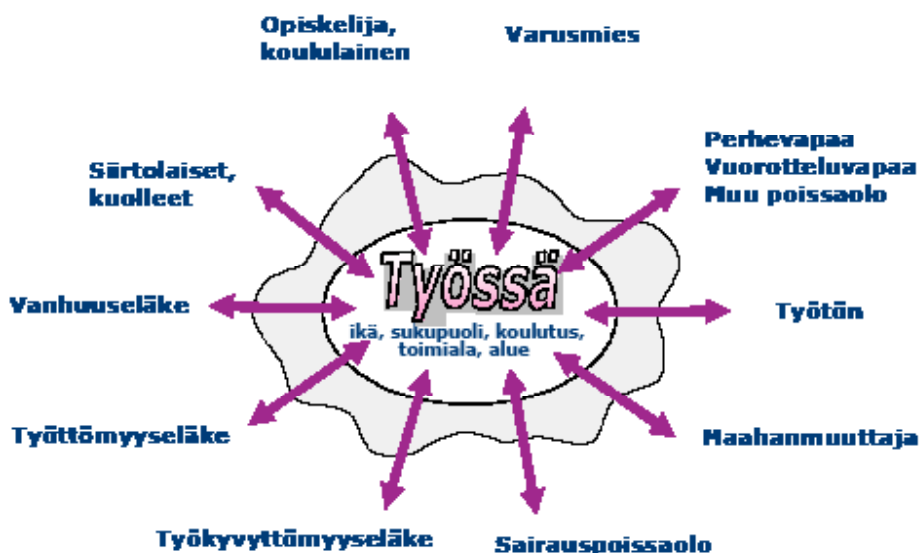 Opiskelija,
koululainen
Varusmies
Perhevapaa
Vuorotteluvapaa
Muu poissaolo
Siirtolaiset,
kuolleet
Työssä
ikä, sukupuoli, koulutus,
toimiala, alue
Vanhuuseläke
Työtön
Työttömyyseläke
Maahanmuuttaja
Työkyvyttömyyseläke
Sairauspoissaolo